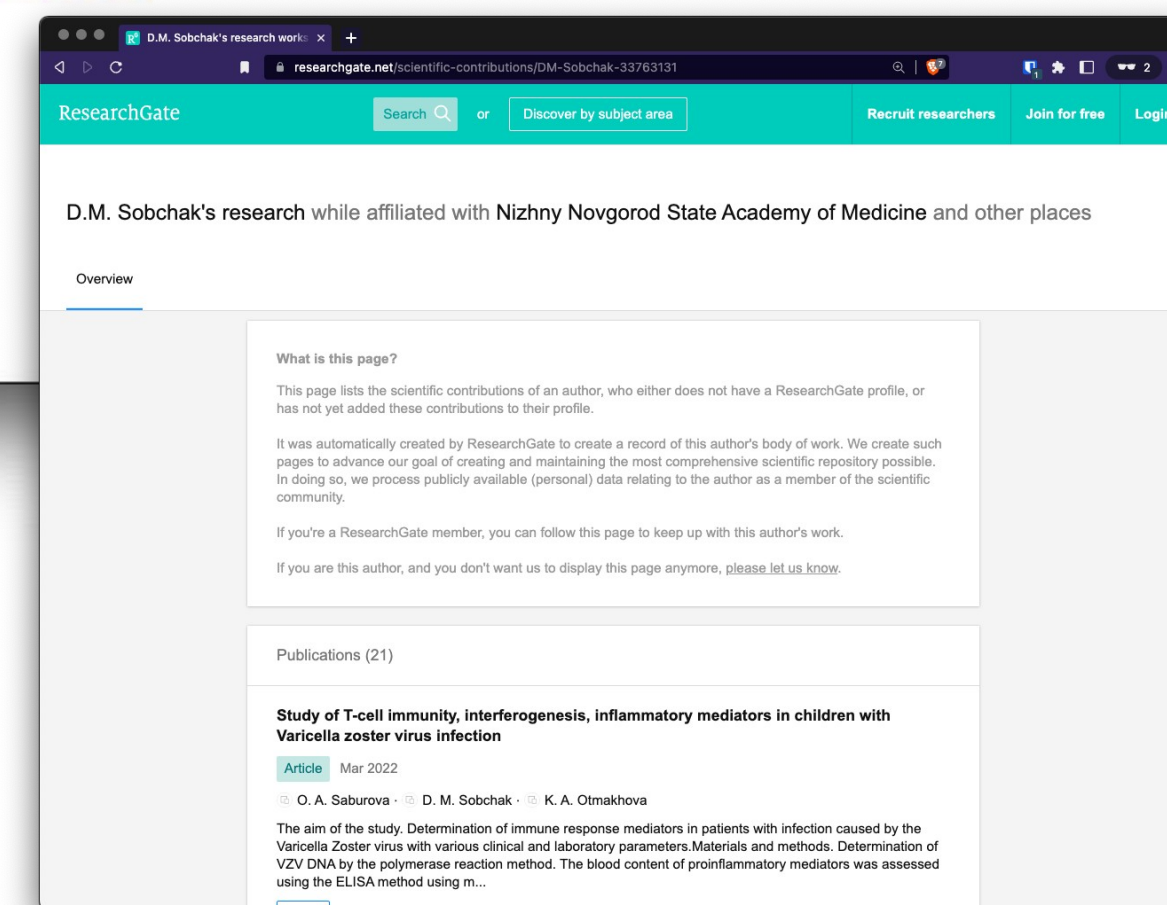 D.M. Sobchak's research works
researchgate.net/scientific-contributions/DM-Sobchak-33763131
7
1
2
ResearchGate
Search
or
Discover by subject area
Recruit researchers
Join for free
Login
D.M. Sobchak's research while affiliated with Nizhny Novgorod State Academy of Medicine and other places
Overview
What is this page?
This page lists the scientific contributions of an author, who either does not have a ResearchGate profile, or
has not yet added these contributions to their profile.
It was automatically created by ResearchGate to create a record of this author's body of work. We create such
pages to advance our goal of creating and maintaining the most comprehensive scientific repository possible.
In doing so, we process publicly available (personal) data relating to the author as a member of the scientific
community.
If you're a ResearchGate member, you can follow this page to keep up with this author's work.
If you are this author, and you don't want us to display this page anymore, please let us know.
Publications (21)
Study of T-cell immunity, interferogenesis, inflammatory mediators in children with
Varicella zoster virus infection
Article Mar 2022
O. A. Saburova · D. M. Sobchak · K. A. Otmakhova
The aim of the study. Determination of immune response mediators in patients with infection caused by the
Varicella Zoster virus with various clinical and laboratory parameters.Materials and methods. Determination of
VZV DNA by the polymerase reaction method. The blood content of proinflammatory mediators was assessed
using the ELISA method using m...